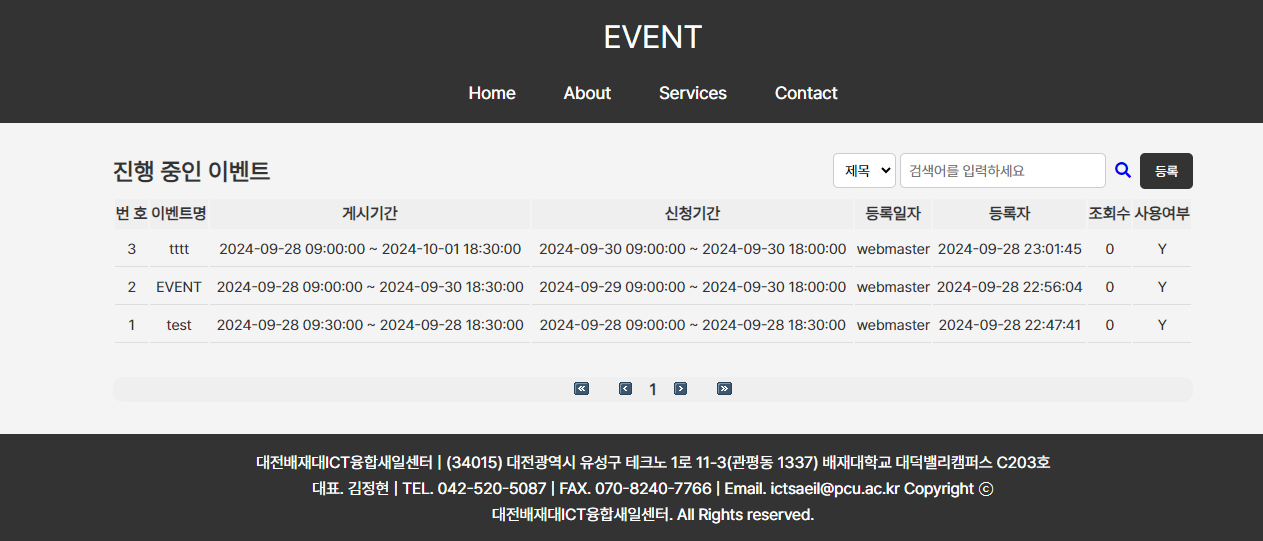 EVENT
Home About Services Contact
진행 중인 이벤트 제목 검색어를 입력하세요 등록
번 호 이벤트명 게시기간 신청기간 등록일자 등록자 조회수 사용여부
3 tttt 2024-09-28 09:00:00 ~ 2024-10-01 18:30:00 2024-09-30 09:00:00 ~ 2024-09-30 18:00:00 webmaster 2024-09-28 23:01:45 0 Y
2 EVENT 2024-09-28 09:00:00 ~ 2024-09-30 18:30:00 2024-09-29 09:00:00 ~ 2024-09-30 18:00:00 webmaster 2024-09-28 22:56:04 0 Y
1 test 2024-09-28 09:30:00 ~ 2024-09-28 18:30:00 2024-09-28 09:00:00 ~ 2024-09-28 18:30:00 webmaster 2024-09-28 22:47:41 0 Y
1
대전배재대ICT융합새일센터 | (34015) 대전광역시 유성구 테크노 1로 11-3(관평동 1337) 배재대학교 대덕밸리캠퍼스 C203호
대표. 김정현 | TEL. 042-520-5087 | FAX. 070-8240-7766 | Email. ictsaeil@pcu.ac.kr Copyright ⓒ
대전배재대ICT융합새일센터. All Rights reserved.